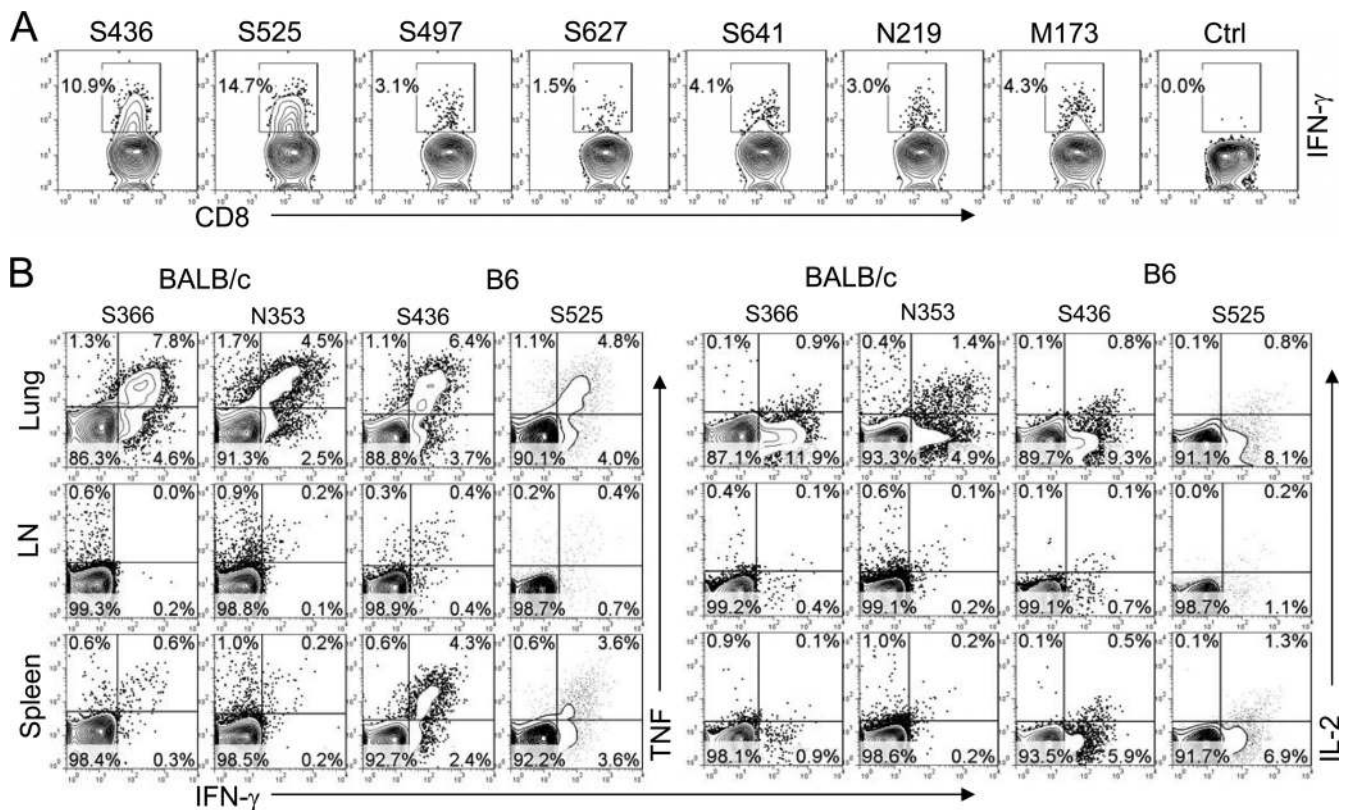 A
S436 S525 S497 S627 S641 N219 M173 Ctrl
10.9% 14.7% 3.1% 1.5% 4.1% 3.0% 4.3% 0.0%
IFN-γ
CD8
B
BALB/c B6 BALB/c B6
S366 N353 S436 S525 S366 N353 S436 S525
Lung
1.3% 7.8% 1.7% 4.5% 1.1% 6.4% 1.1% 4.8% 0.1% 0.9% 0.4% 1.4% 0.1% 0.8% 0.1% 0.8%
86.3% 4.6% 91.3% 2.5% 88.8% 3.7% 90.1% 4.0% 87.1% 11.9% 93.3% 4.9% 89.7% 9.3% 91.1% 8.1%
LN
0.6% 0.0% 0.9% 0.2% 0.3% 0.4% 0.2% 0.4% 0.4% 0.1% 0.6% 0.1% 0.1% 0.1% 0.0% 0.2%
99.3% 0.2% 98.8% 0.1% 98.9% 0.4% 98.7% 0.7% 99.2% 0.4% 99.1% 0.2% 99.1% 0.7% 98.7% 1.1%
Spleen
0.6% 0.6% 1.0% 0.2% 0.6% 4.3% 0.6% 3.6% 0.9% 0.1% 1.0% 0.2% 0.1% 0.5% 0.1% 1.3%
98.4% 0.3% 98.5% 0.2% 92.7% 2.4% 92.2% 3.6% 98.1% 0.9% 98.6% 0.2% 93.5% 5.9% 91.7% 6.9%
TNF
IL-2
IFN-γ